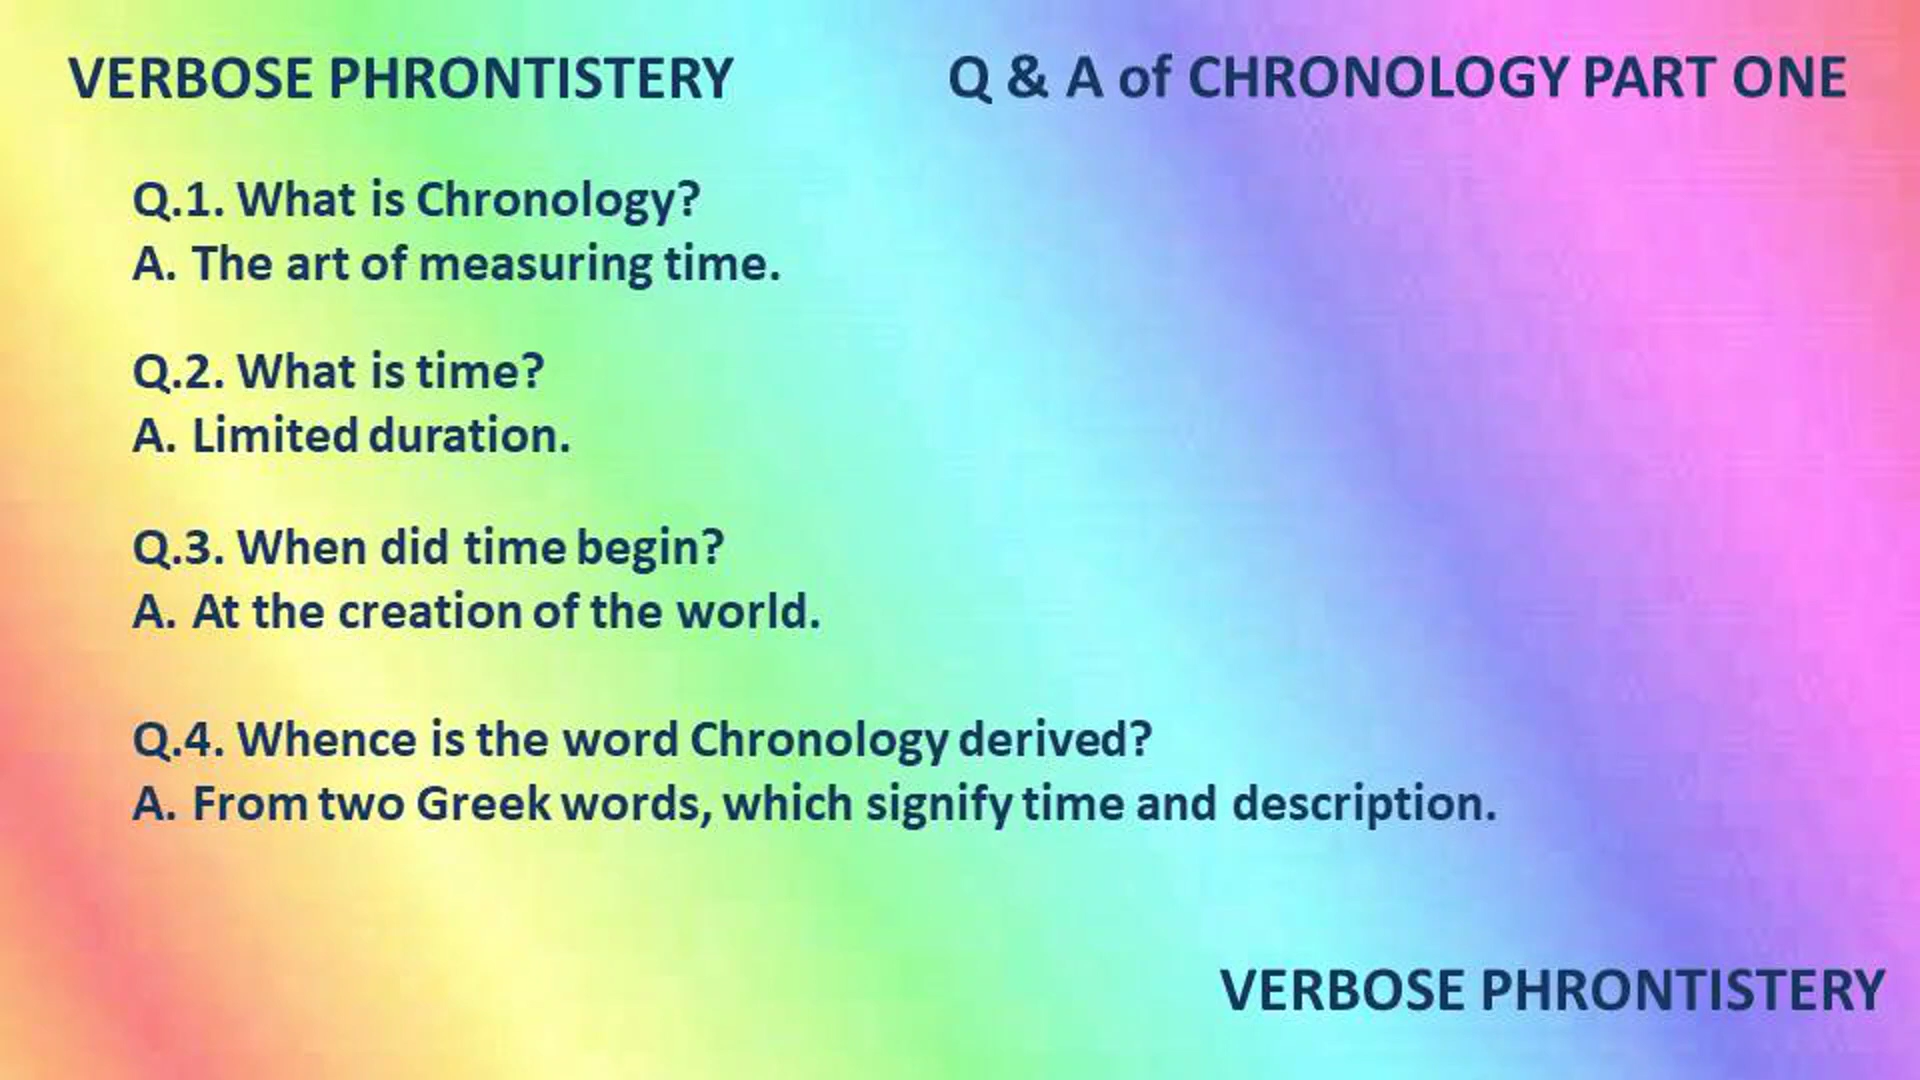 VERBOSE PHRONTISTERY
Q & A of CHRONOLOGY PART ONE
Q.1. What is Chronology?
A. The art of measuring time.
Q.2. What is time?
A. Limited duration.
Q.3. When did time begin?
A. At the creation of the world.
Q.4. Whence is the word Chronology derived?
A. From two Greek words, which signify time and description.
VERBOSE PHRONTISTERY